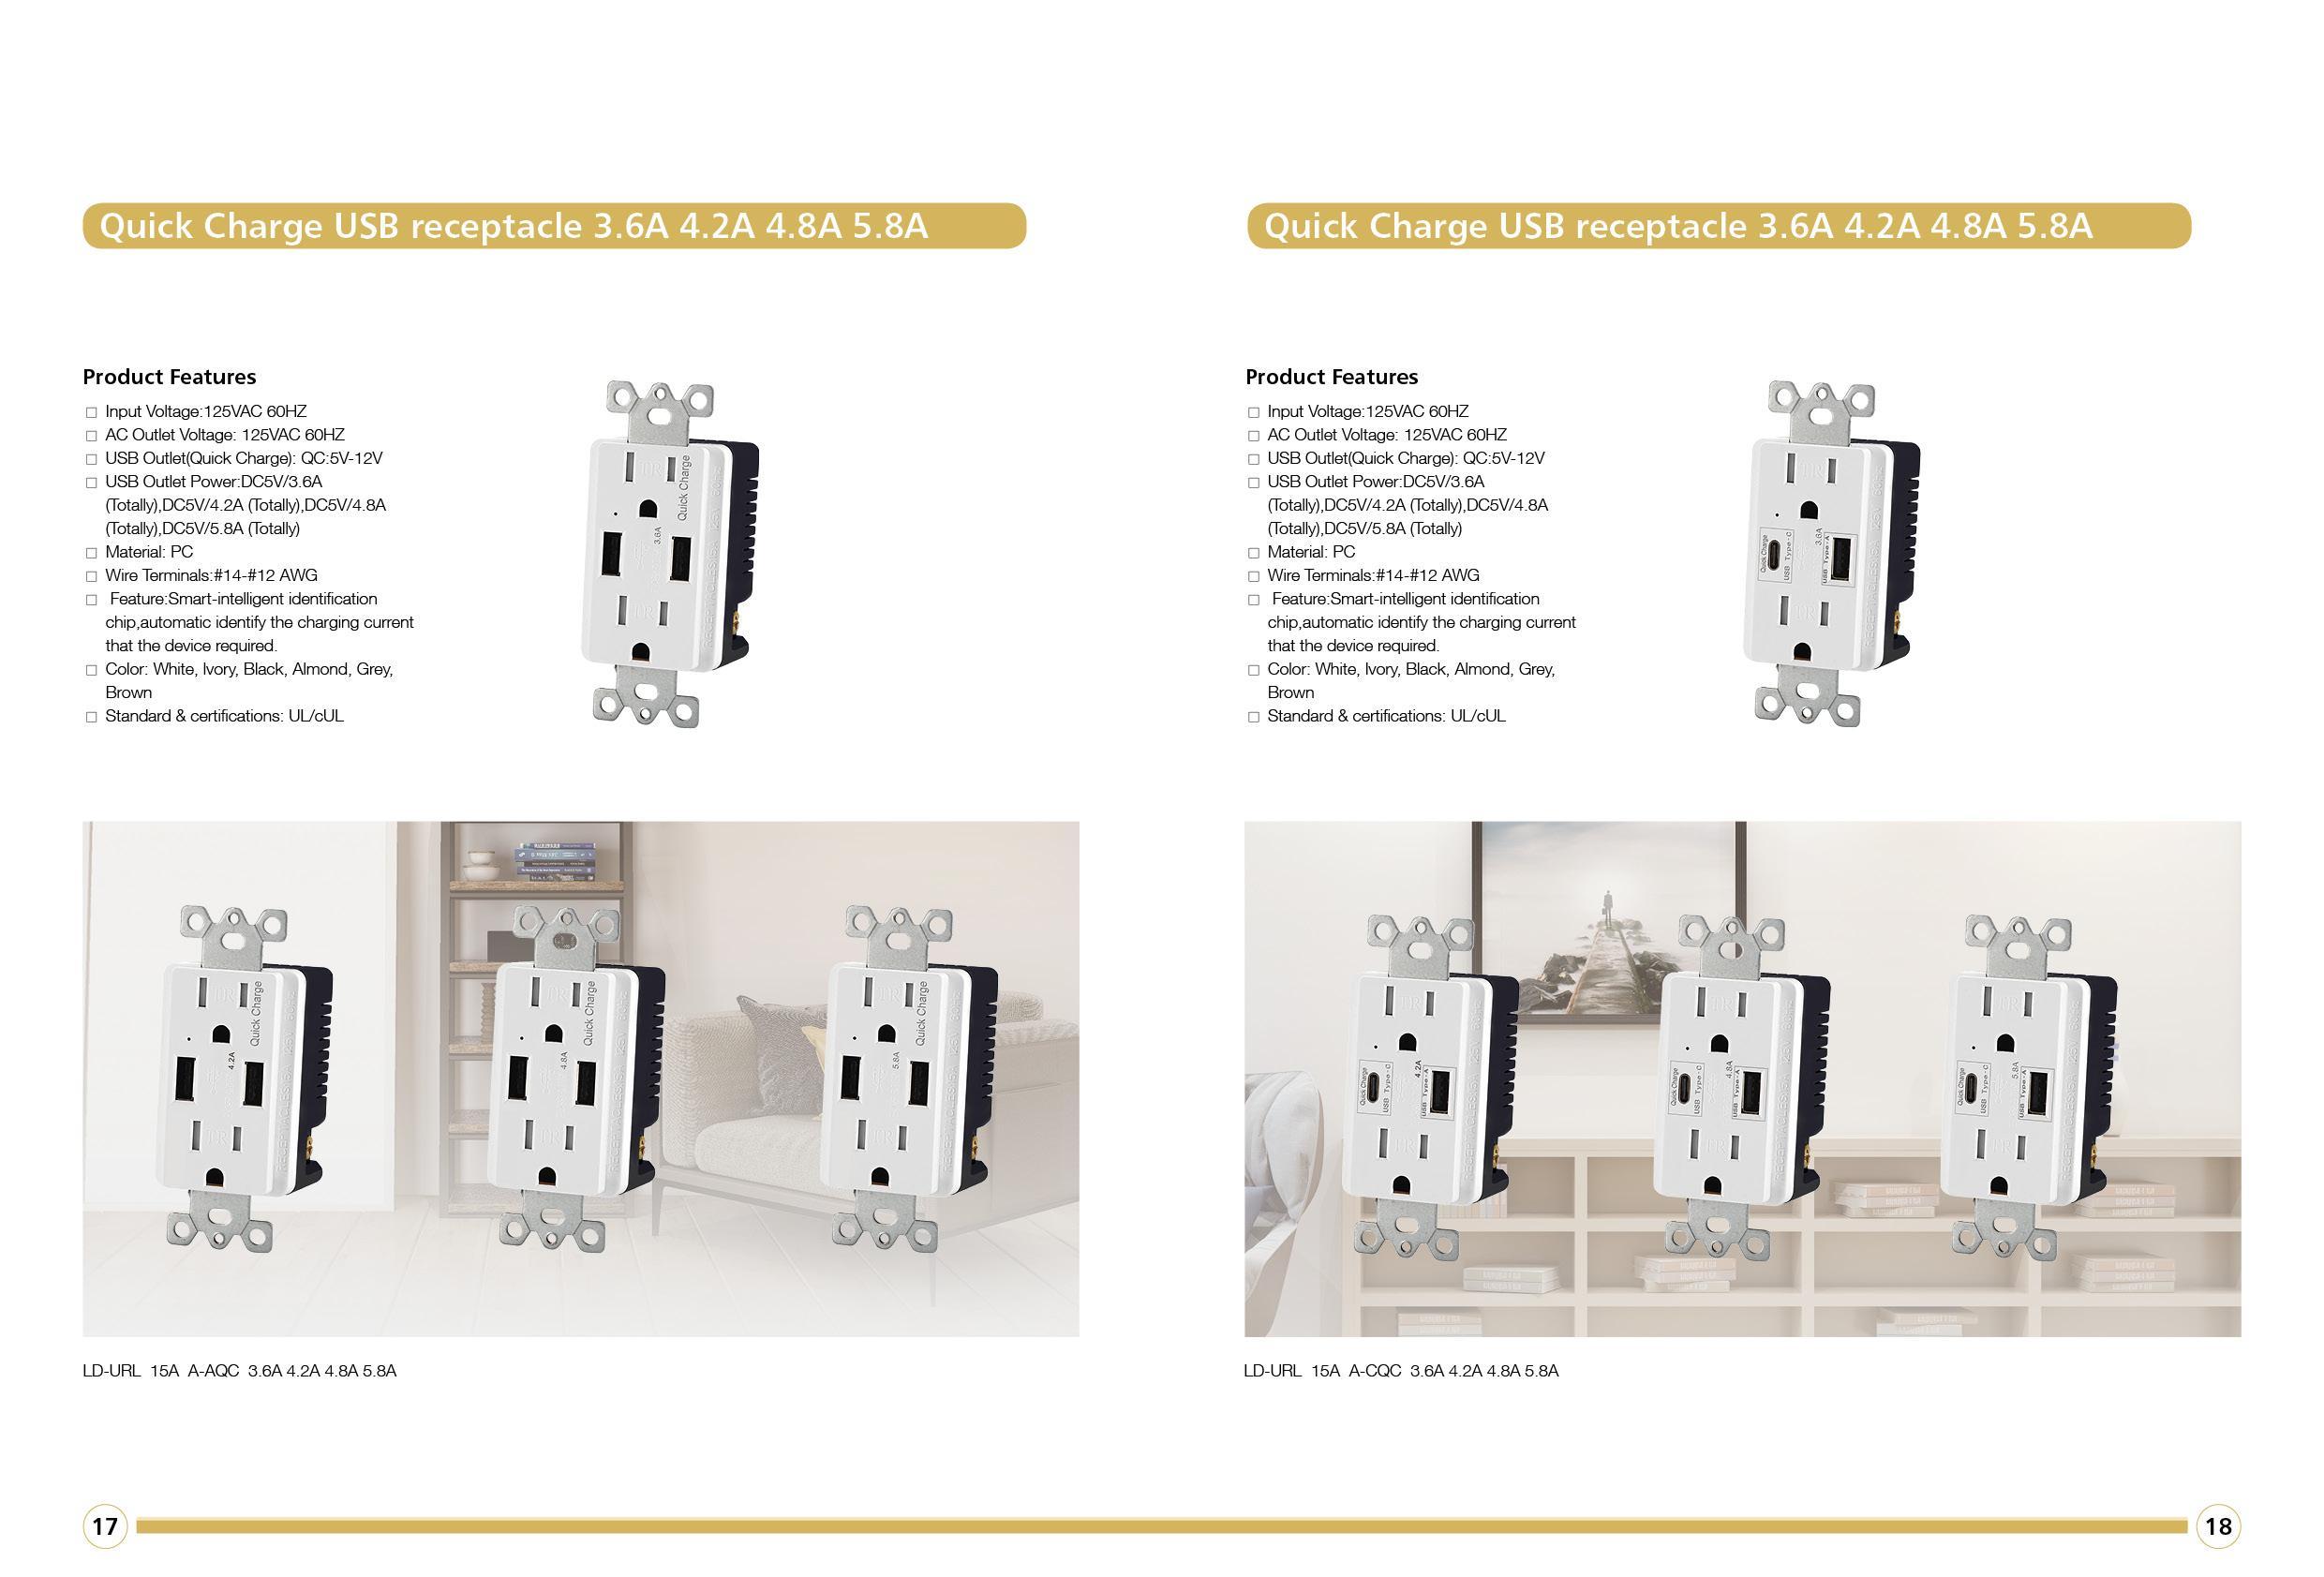 Quick Charge USB receptacle 3.6A 4.2A 4.8A 5.8A
Product Features
Input Voltage:125VAC 60HZ
AC Outlet Voltage: 125VAC 60HZ
USB Outlet(Quick Charge): QC:5V-12V
USB Outlet Power:DC5V/3.6A
(Totally),DC5V/4.2A (Totally),DC5V/4.8A
(Totally),DC5V/5.8A (Totally)
Material: PC
Wire Terminals:#14-#12 AWG
Feature:Smart-intelligent identification
chip,automatic identify the charging current
that the device required.
Color: White, Ivory, Black, Almond, Grey,
Brown
Standard & certifications: UL/cUL
Quick Charge
3.6A
4.2A
Quick Charge
4.8A
Quick Charge
5.8A
Quick Charge
LD-URL 15A A-AQC 3.6A 4.2A 4.8A 5.8A
17
Quick Charge USB receptacle 3.6A 4.2A 4.8A 5.8A
Product Features
Input Voltage:125VAC 60HZ
AC Outlet Voltage: 125VAC 60HZ
USB Outlet(Quick Charge): QC:5V-12V
USB Outlet Power:DC5V/3.6A
(Totally),DC5V/4.2A (Totally),DC5V/4.8A
(Totally),DC5V/5.8A (Totally)
Material: PC
Wire Terminals:#14-#12 AWG
Feature:Smart-intelligent identification
chip,automatic identify the charging current
that the device required.
Color: White, Ivory, Black, Almond, Grey,
Brown
Standard & certifications: UL/cUL
Quick Charge
USB Type-C
3.6A
USB Type-A
Quick Charge
USB Type-C
4.2A
USB Type-A
Quick Charge
USB Type-C
4.8A
USB Type-A
Quick Charge
USB Type-C
5.8A
USB Type-A
LD-URL 15A A-CQC 3.6A 4.2A 4.8A 5.8A
18